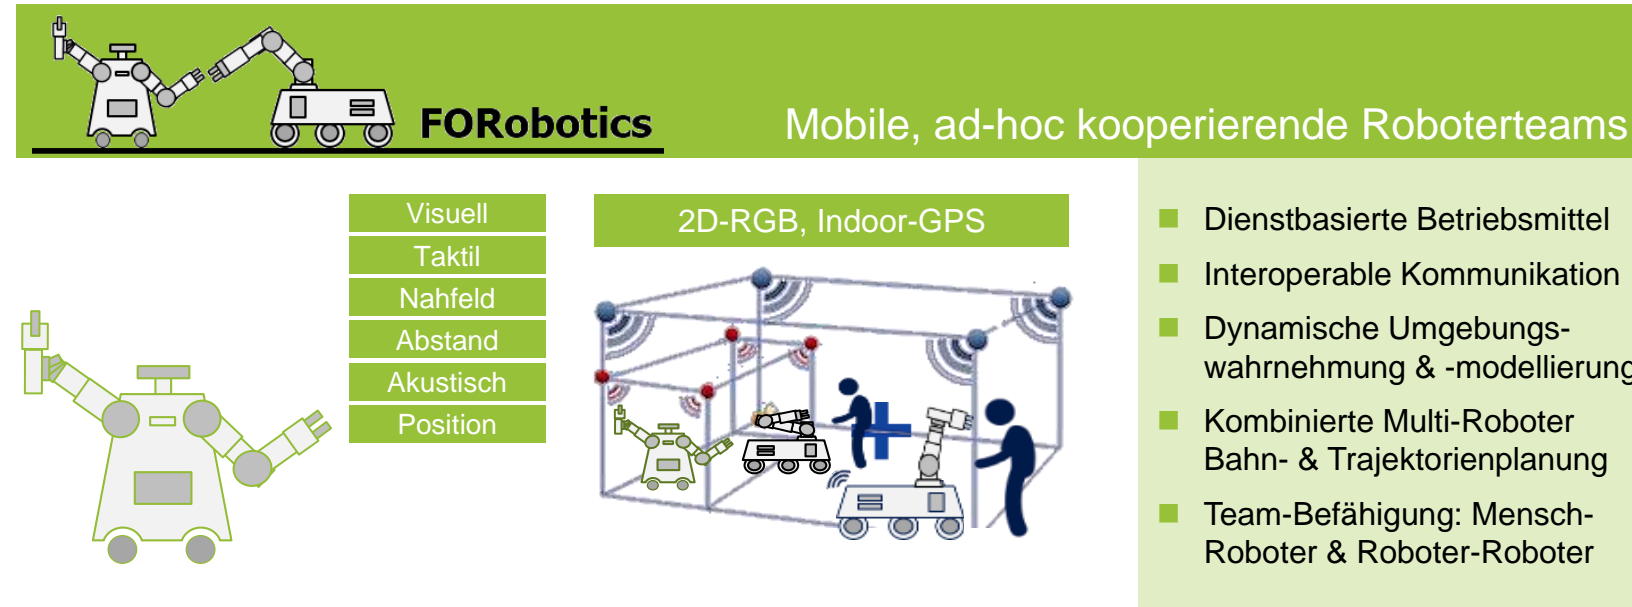 FORobotics
Mobile, ad-hoc kooperierende Roboterteams
Visuell
Taktil
Nahfeld
Abstand
Akustisch
Position
2D-RGB, Indoor-GPS
Dienstbasierte Betriebsmittel
Interoperable Kommunikation
Dynamische Umgebungs-
wahrnehmung & -modellierung
Kombinierte Multi-Roboter
Bahn- & Trajektorienplanung
Team-Befähigung: Mensch-
Roboter & Roboter-Roboter